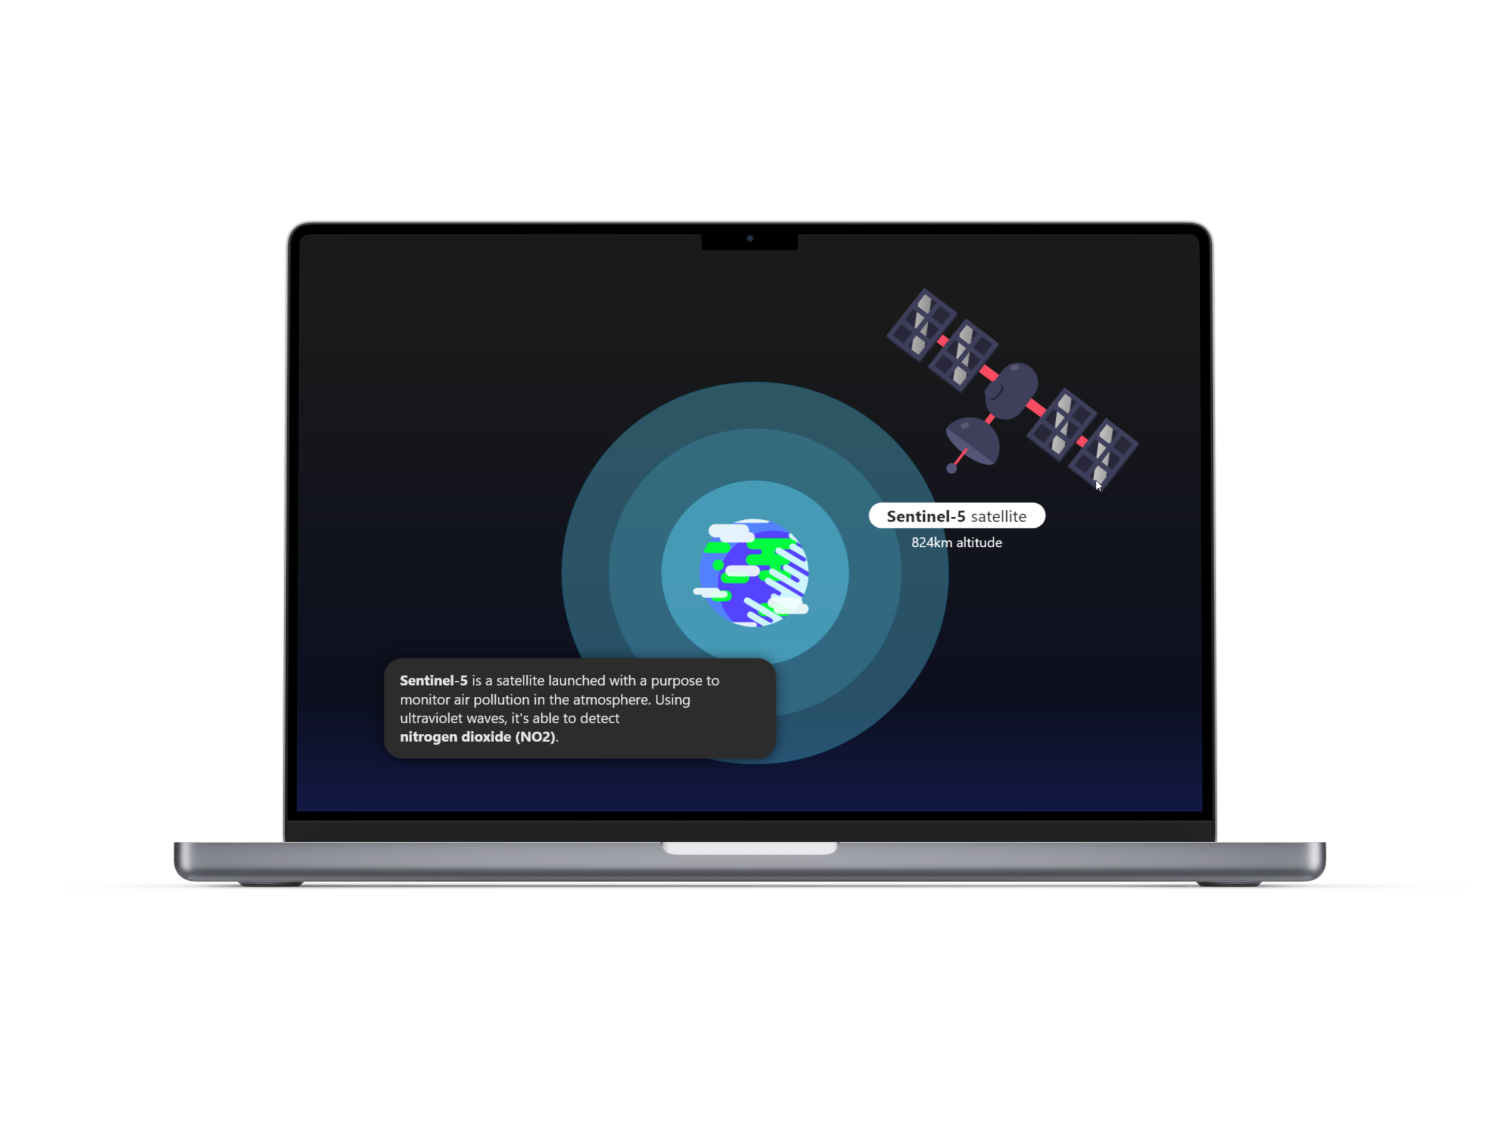 Sentinel-5 satellite
824km altitude
Sentinel-5 is a satellite launched with a purpose to
monitor air pollution in the atmosphere. Using
ultraviolet waves, it's able to detect
nitrogen dioxide (NO2).